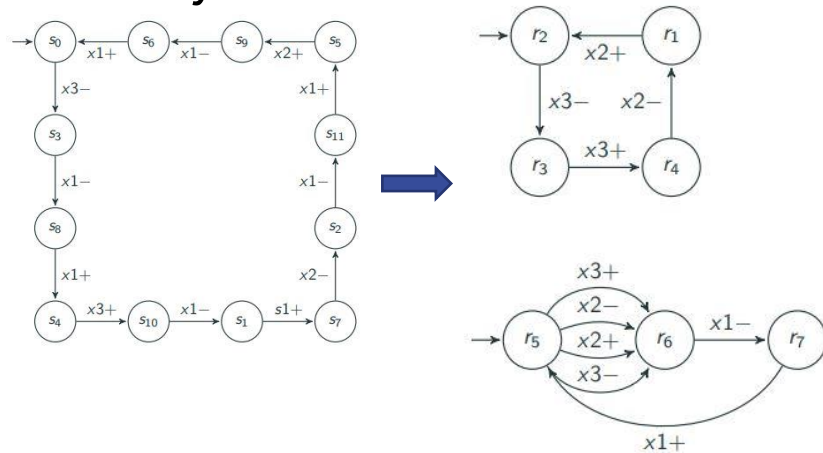 y
s0 x1+ s6 x1- s9 x2+ s5
x3- x1+
s3 s11
x1- x1-
s8 s2
x1+ x2-
s4 x3+ s10 x1- s1 s1+ s7
r2 x2+ r1
x3- x2-
r3 x3+ r4
x3+
x2-
r5 x2+ r6 x1- r7
x3-
x1+